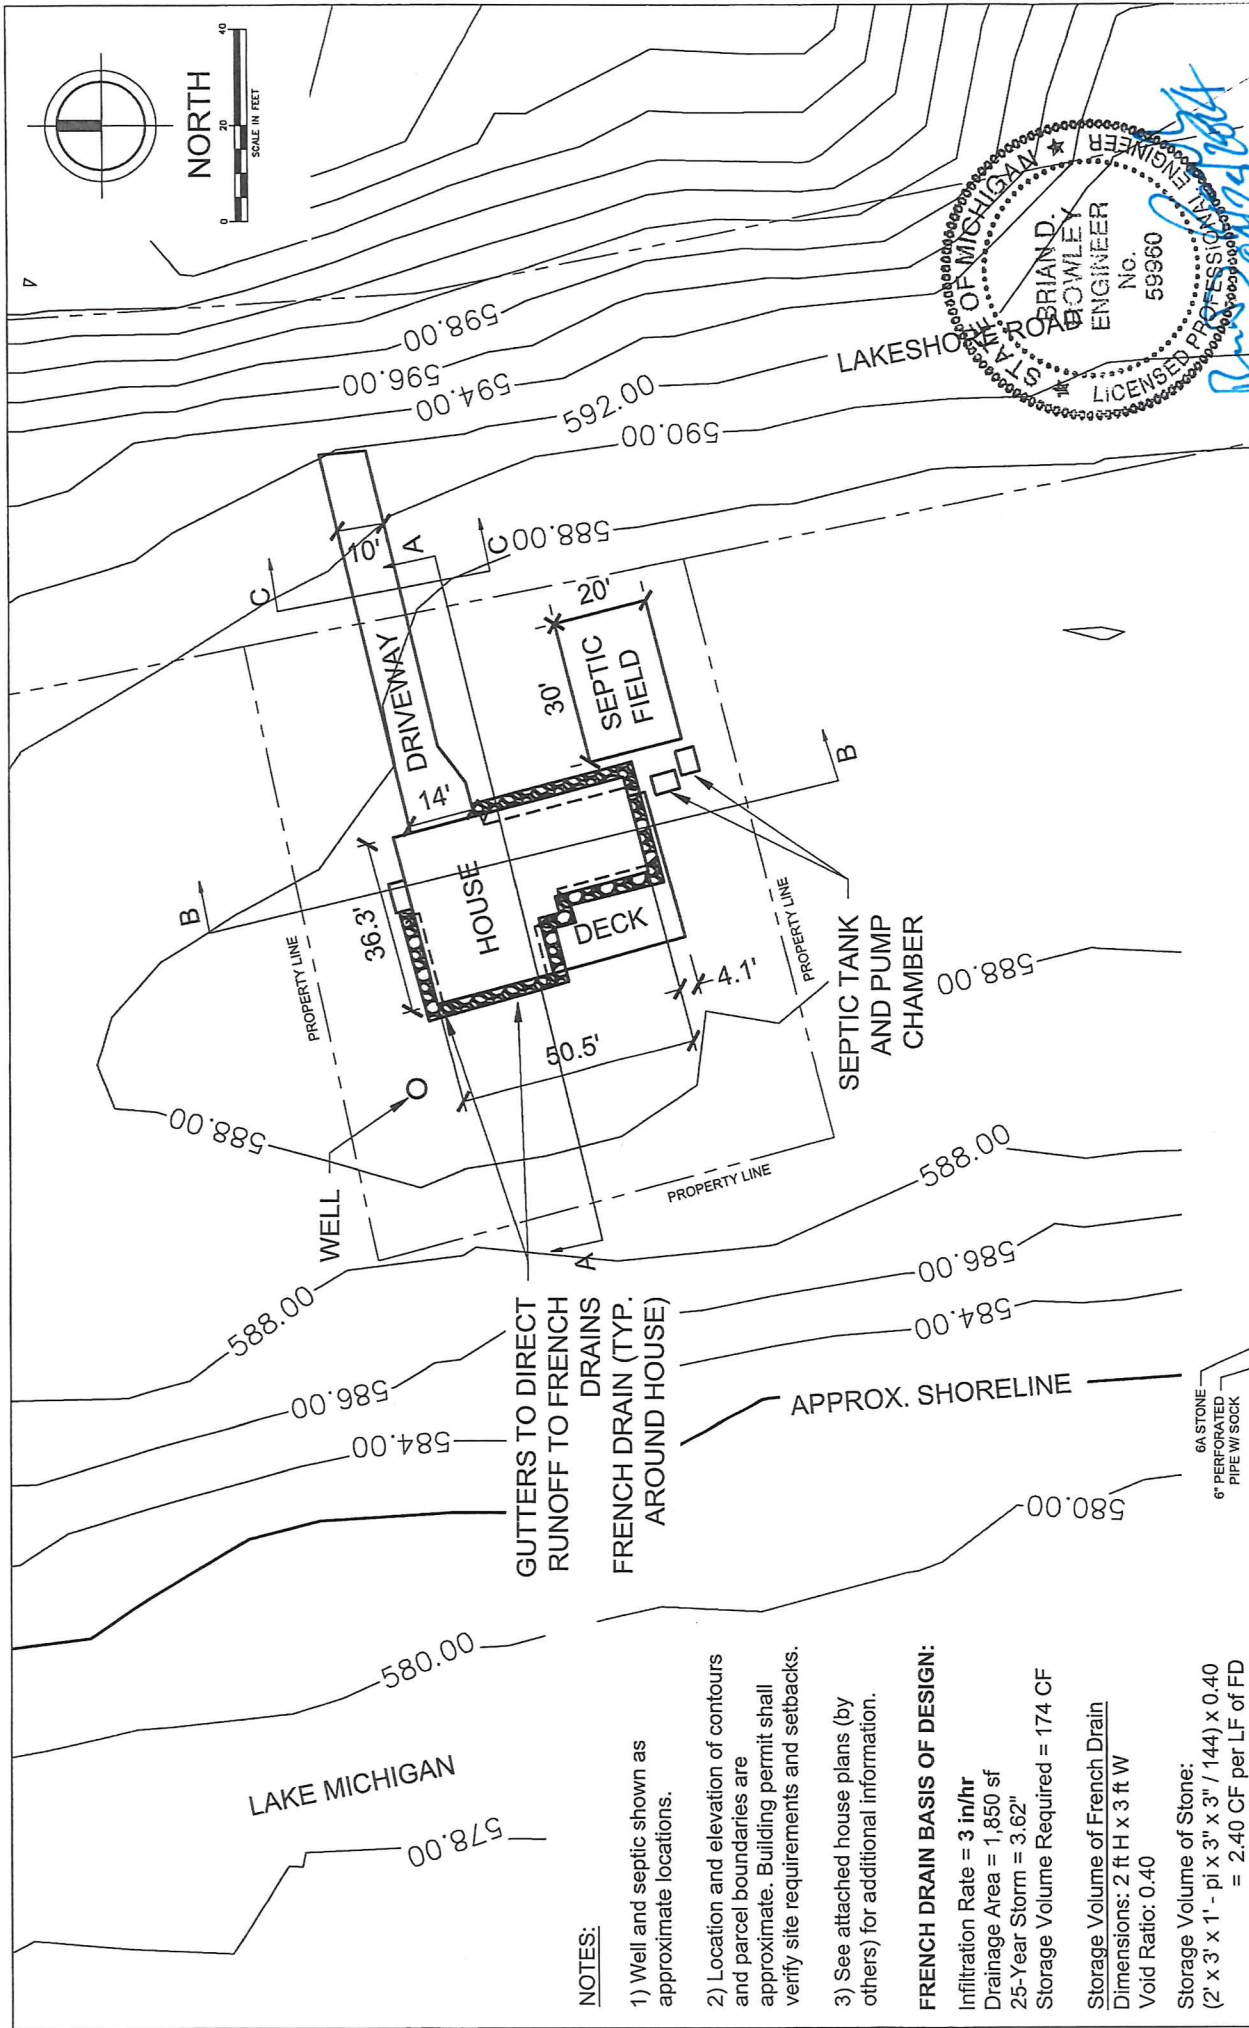 NORTH
0 20 40
SCALE IN FEET
598.00
596.00
594.00
592.00
590.00
588.00
LAKESHORE ROAD
STATE OF MICHIGAN
BRIAN D.
ROWLEY
ENGINEER
No.
59960
LICENSED PROFESSIONAL ENGINEER
C
C
10'
A
DRIVEWAY
14'
20'
30'
SEPTIC
FIELD
B
B
36.3'
HOUSE
DECK
4.1'
50.5'
PROPERTY LINE
PROPERTY LINE
PROPERTY LINE
SEPTIC TANK
AND PUMP
CHAMBER
588.00
588.00
WELL
A
588.00
588.00
586.00
586.00
584.00
584.00
GUTTERS TO DIRECT
RUNOFF TO FRENCH
DRAINS
FRENCH DRAIN (TYP.
AROUND HOUSE)
APPROX. SHORELINE
6A STONE
6" PERFORATED
PIPE W/ SOCK
580.00
580.00
LAKE MICHIGAN
578.00
NOTES:
1) Well and septic shown as
approximate locations.
2) Location and elevation of contours
and parcel boundaries are
approximate. Building permit shall
verify site requirements and setbacks.
3) See attached house plans (by
others) for additional information.
FRENCH DRAIN BASIS OF DESIGN:
Infiltration Rate = 3 in/hr
Drainage Area = 1,850 sf
25-Year Storm = 3.62"
Storage Volume Required = 174 CF
Storage Volume of French Drain
Dimensions: 2 ft H x 3 ft W
Void Ratio: 0.40
Storage Volume of Stone:
(2' x 3' x 1' - pi x 3" x 3" / 144) x 0.40
= 2.40 CF per LF of FD